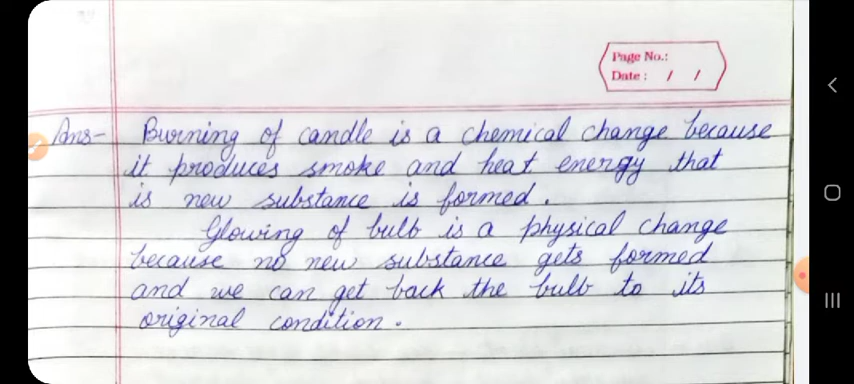 Page No.:
Date : / /
Ans- Burning of candle is a chemical change because
it produces smoke and heat energy that
is new substance is formed.
Glowing of bulb is a physical change
because no new substance gets formed
and we can get back the bulb to its
original condition.